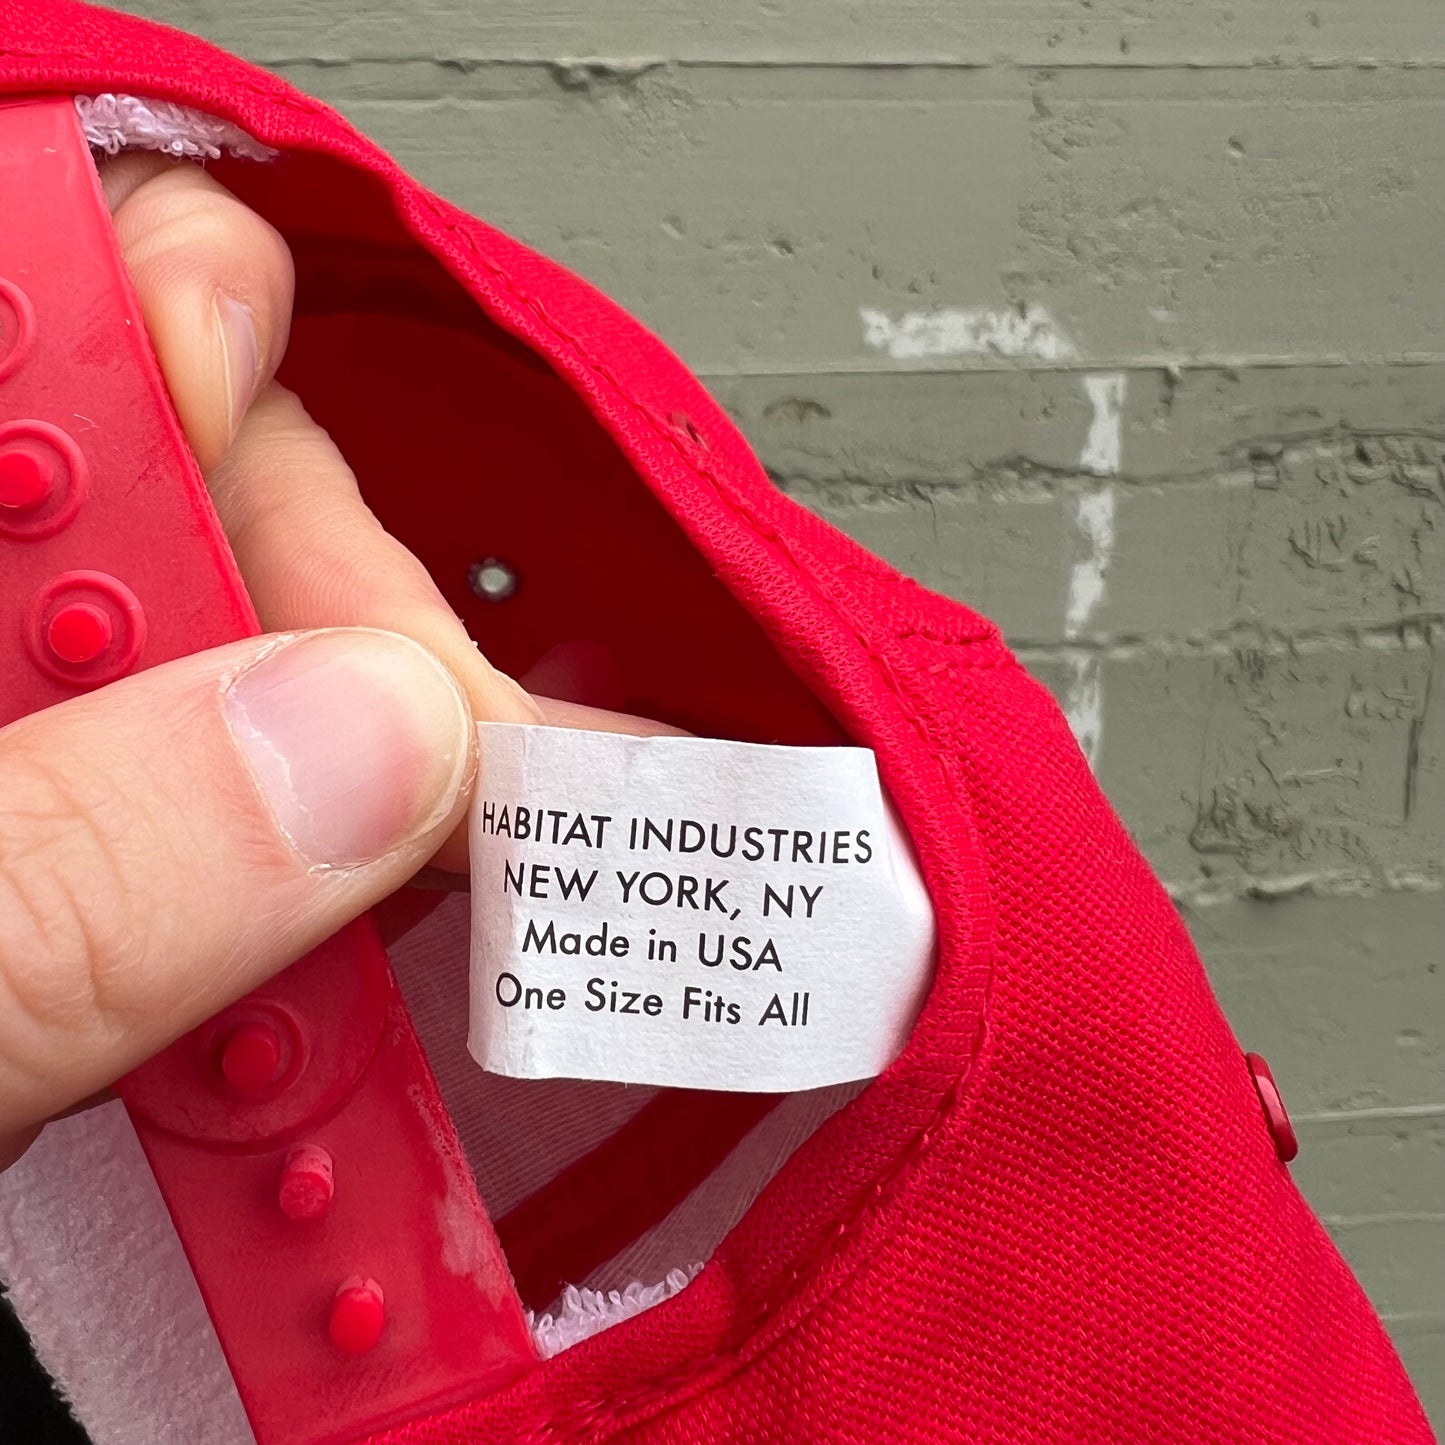 HABITAT INDUSTRIES
NEW YORK, NY
Made in USA
One Size Fits All